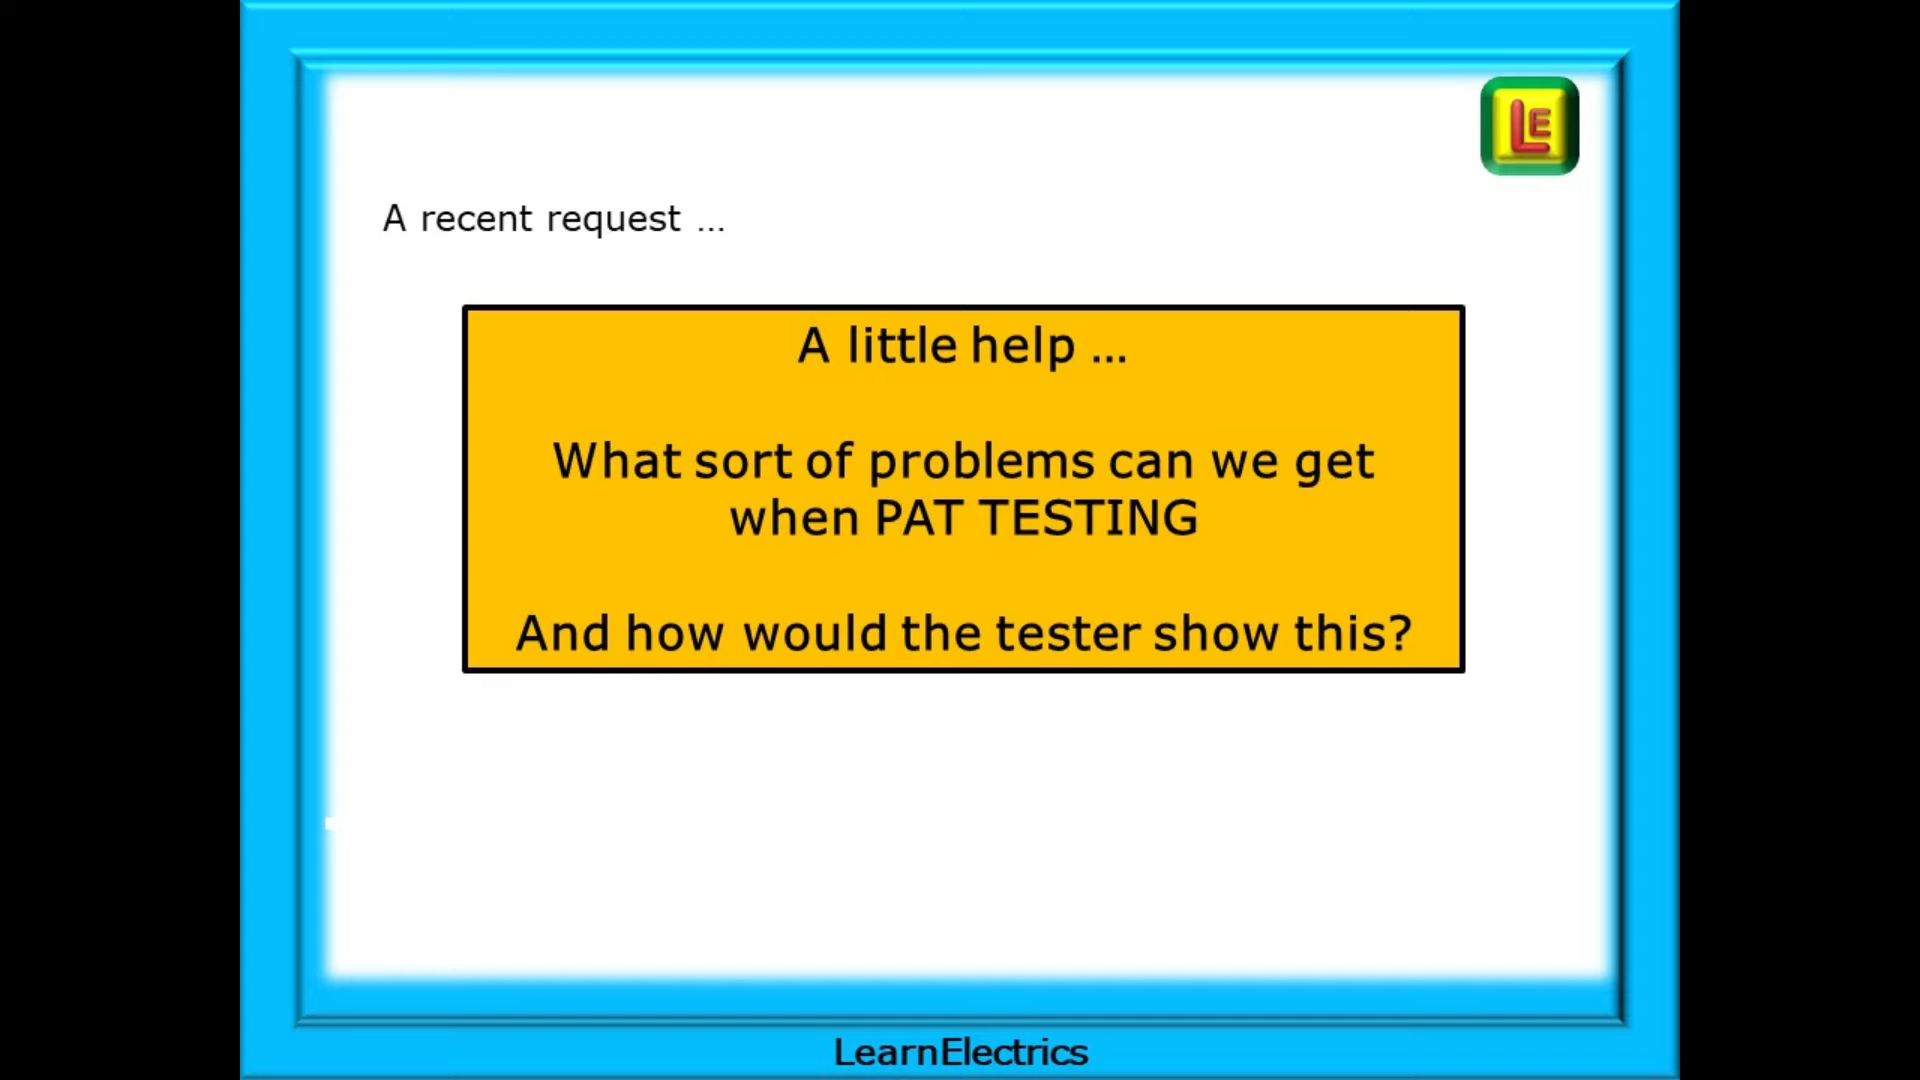 LE
A recent request ...
A little help ...
What sort of problems can we get
when PAT TESTING
And how would the tester show this?
LearnElectrics